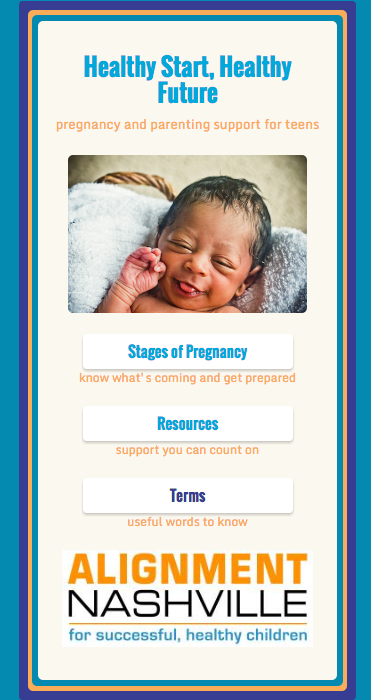 Healthy Start, Healthy
Future
pregnancy and parenting support for teens
Stages of Pregnancy
know what's coming and get prepared
Resources
support you can count on
Terms
useful words to know
ALIGNMENT
NASHVILLE
for successful, healthy children